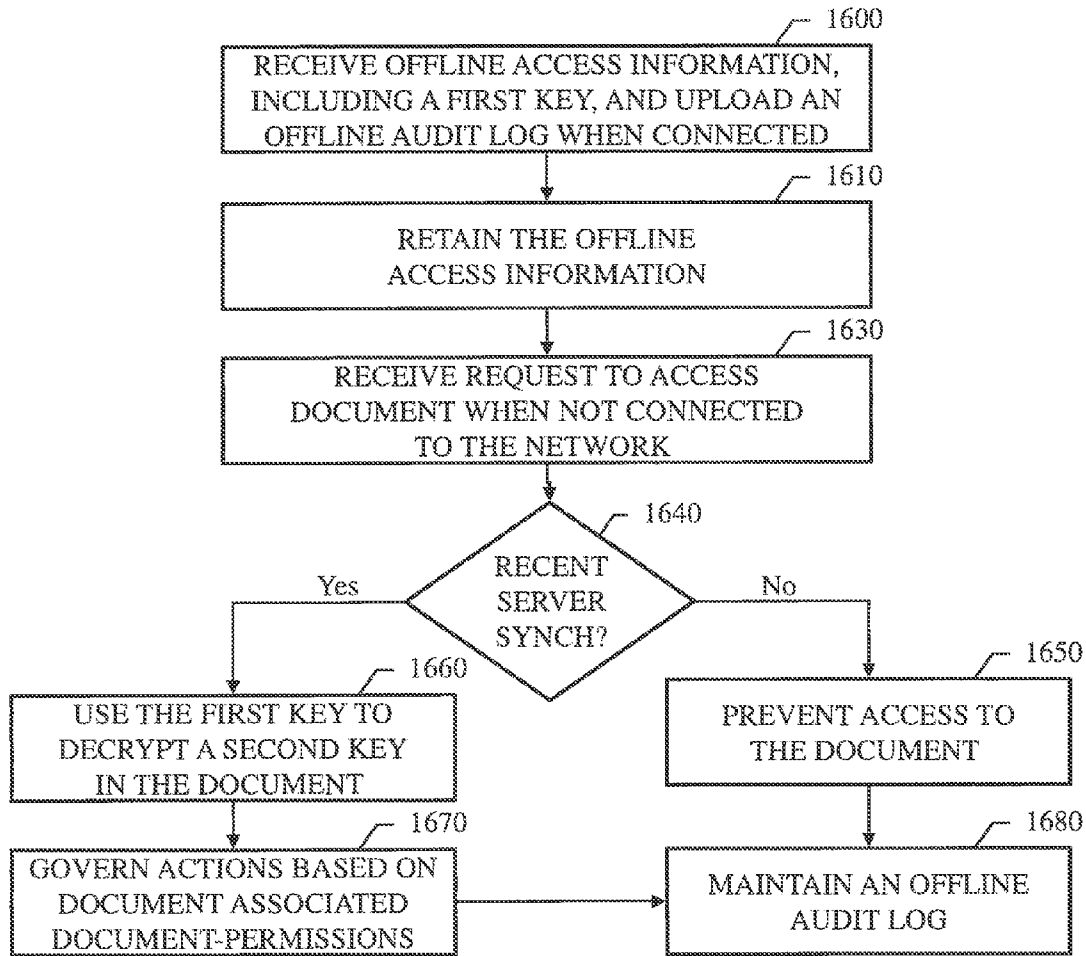 1600
RECEIVE OFFLINE ACCESS INFORMATION,
INCLUDING A FIRST KEY, AND UPLOAD AN
OFFLINE AUDIT LOG WHEN CONNECTED
1610
RETAIN THE OFFLINE
ACCESS INFORMATION
1630
RECEIVE REQUEST TO ACCESS
DOCUMENT WHEN NOT CONNECTED
TO THE NETWORK
1640
RECENT
SERVER
SYNCH?
Yes
No
1660
USE THE FIRST KEY TO
DECRYPT A SECOND KEY
IN THE DOCUMENT
1650
PREVENT ACCESS TO
THE DOCUMENT
1670
GOVERN ACTIONS BASED ON
DOCUMENT ASSOCIATED
DOCUMENT-PERMISSIONS
1680
MAINTAIN AN OFFLINE
AUDIT LOG